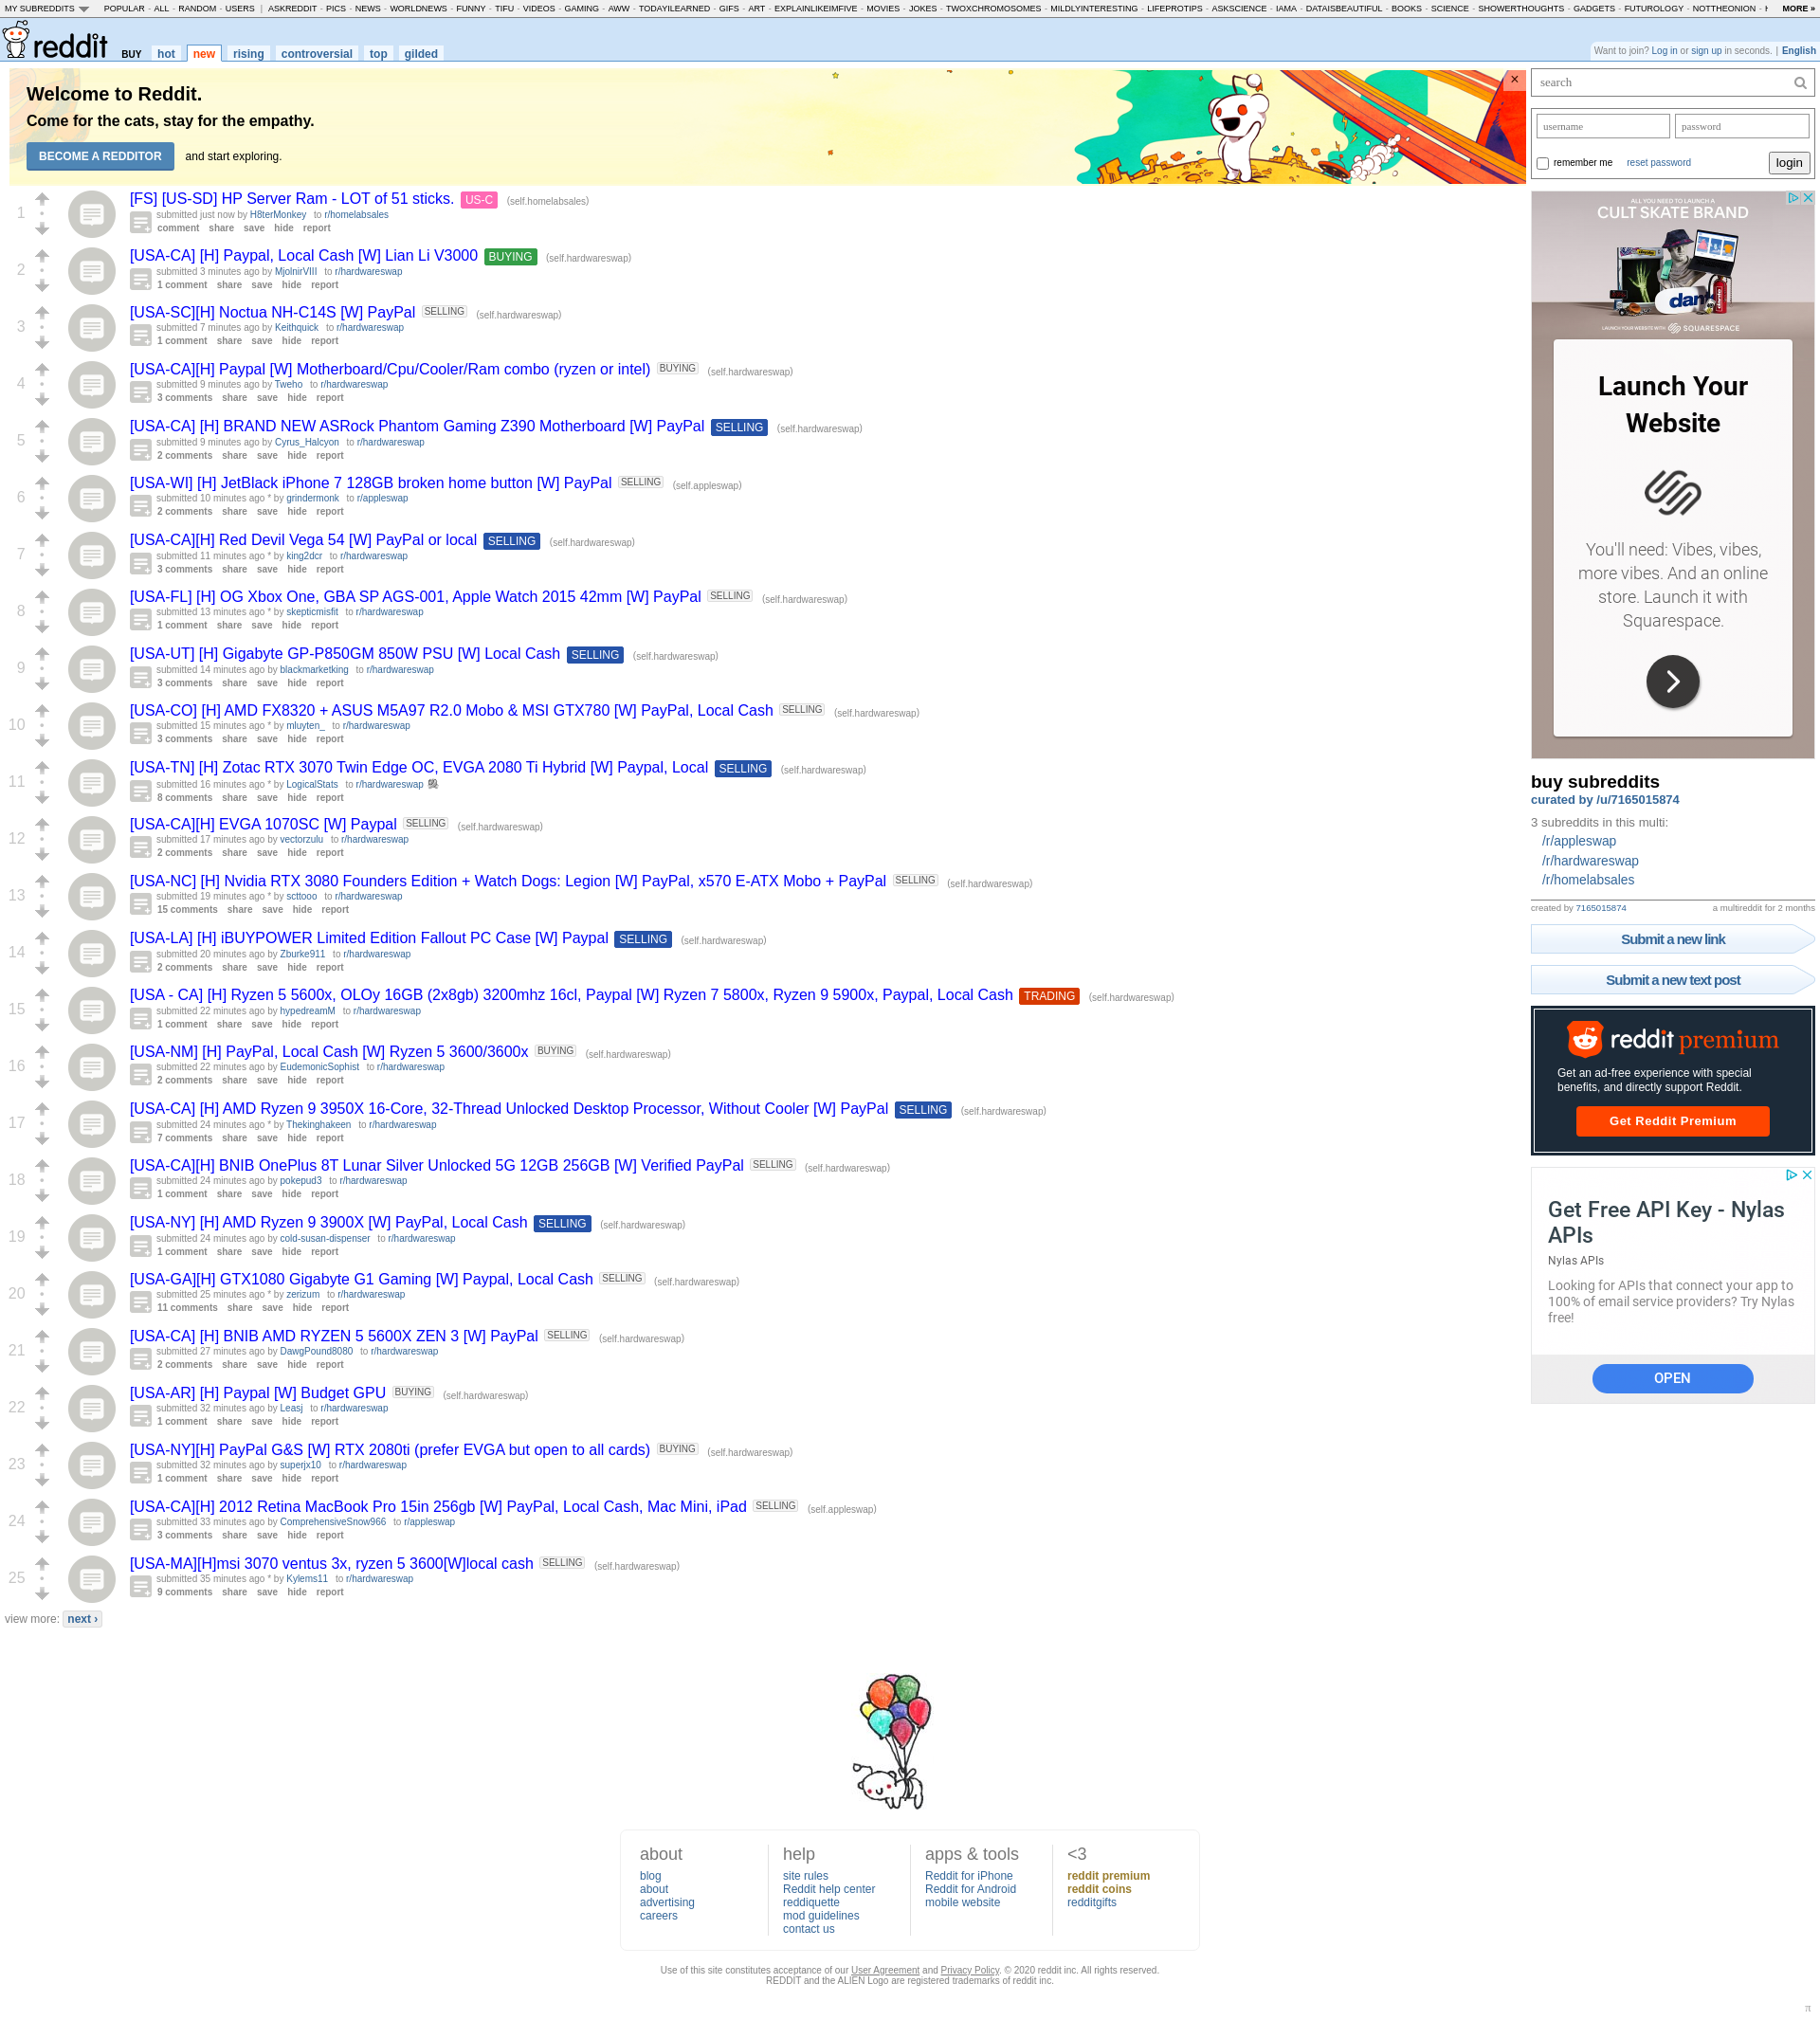 MY SUBREDDITS POPULAR - ALL - RANDOM - USERS | ASKREDDIT - PICS - NEWS - WORLDNEWS - FUNNY - TIFU - VIDEOS - GAMING - AWW - TODAYILEARNED - GIFS - ART - EXPLAINLIKEIMFIVE - MOVIES - JOKES - TWOXCHROMOSOMES - MILDLYINTERESTING - LIFEPROTIPS - ASKSCIENCE - IAMA - DATAISBEAUTIFUL - BOOKS - SCIENCE - SHOWERTHOUGHTS - GADGETS - FUTUROLOGY - NOTTHEONION - MORE »
reddit BUY hot new rising controversial top gilded
Want to join? Log in or sign up in seconds. | English
Welcome to Reddit.
Come for the cats, stay for the empathy.
BECOME A REDDITOR and start exploring.
1
[FS] [US-SD] HP Server Ram - LOT of 51 sticks. US-C (self.homelabsales)
submitted just now by H8terMonkey to r/homelabsales
comment share save hide report
2
[USA-CA] [H] Paypal, Local Cash [W] Lian Li V3000 BUYING (self.hardwareswap)
submitted 3 minutes ago by MjolnirVIII to r/hardwareswap
1 comment share save hide report
3
[USA-SC][H] Noctua NH-C14S [W] PayPal SELLING (self.hardwareswap)
submitted 7 minutes ago by Keithquick to r/hardwareswap
1 comment share save hide report
4
[USA-CA][H] Paypal [W] Motherboard/Cpu/Cooler/Ram combo (ryzen or intel) BUYING (self.hardwareswap)
submitted 9 minutes ago by Tweho to r/hardwareswap
3 comments share save hide report
5
[USA-CA] [H] BRAND NEW ASRock Phantom Gaming Z390 Motherboard [W] PayPal SELLING (self.hardwareswap)
submitted 9 minutes ago by Cyrus_Halcyon to r/hardwareswap
2 comments share save hide report
6
[USA-WI] [H] JetBlack iPhone 7 128GB broken home button [W] PayPal SELLING (self.appleswap)
submitted 10 minutes ago * by grindermonk to r/appleswap
2 comments share save hide report
7
[USA-CA][H] Red Devil Vega 54 [W] PayPal or local SELLING (self.hardwareswap)
submitted 11 minutes ago * by king2dcr to r/hardwareswap
3 comments share save hide report
8
[USA-FL] [H] OG Xbox One, GBA SP AGS-001, Apple Watch 2015 42mm [W] PayPal SELLING (self.hardwareswap)
submitted 13 minutes ago * by skepticmisfit to r/hardwareswap
1 comment share save hide report
9
[USA-UT] [H] Gigabyte GP-P850GM 850W PSU [W] Local Cash SELLING (self.hardwareswap)
submitted 14 minutes ago by blackmarketking to r/hardwareswap
3 comments share save hide report
10
[USA-CO] [H] AMD FX8320 + ASUS M5A97 R2.0 Mobo & MSI GTX780 [W] PayPal, Local Cash SELLING (self.hardwareswap)
submitted 15 minutes ago * by mluyten_ to r/hardwareswap
3 comments share save hide report
11
[USA-TN] [H] Zotac RTX 3070 Twin Edge OC, EVGA 2080 Ti Hybrid [W] Paypal, Local SELLING (self.hardwareswap)
submitted 16 minutes ago * by LogicalStats to r/hardwareswap
8 comments share save hide report
12
[USA-CA][H] EVGA 1070SC [W] Paypal SELLING (self.hardwareswap)
submitted 17 minutes ago by vectorzulu to r/hardwareswap
2 comments share save hide report
13
[USA-NC] [H] Nvidia RTX 3080 Founders Edition + Watch Dogs: Legion [W] PayPal, x570 E-ATX Mobo + PayPal SELLING (self.hardwareswap)
submitted 19 minutes ago * by scttooo to r/hardwareswap
15 comments share save hide report
14
[USA-LA] [H] iBUYPOWER Limited Edition Fallout PC Case [W] Paypal SELLING (self.hardwareswap)
submitted 20 minutes ago by Zburke911 to r/hardwareswap
2 comments share save hide report
15
[USA - CA] [H] Ryzen 5 5600x, OLOy 16GB (2x8gb) 3200mhz 16cl, Paypal [W] Ryzen 7 5800x, Ryzen 9 5900x, Paypal, Local Cash TRADING (self.hardwareswap)
submitted 22 minutes ago by hypedreamM to r/hardwareswap
1 comment share save hide report
16
[USA-NM] [H] PayPal, Local Cash [W] Ryzen 5 3600/3600x BUYING (self.hardwareswap)
submitted 22 minutes ago by EudemonicSophist to r/hardwareswap
2 comments share save hide report
17
[USA-CA] [H] AMD Ryzen 9 3950X 16-Core, 32-Thread Unlocked Desktop Processor, Without Cooler [W] PayPal SELLING (self.hardwareswap)
submitted 24 minutes ago * by Thekinghakeen to r/hardwareswap
7 comments share save hide report
18
[USA-CA][H] BNIB OnePlus 8T Lunar Silver Unlocked 5G 12GB 256GB [W] Verified PayPal SELLING (self.hardwareswap)
submitted 24 minutes ago by pokepud3 to r/hardwareswap
1 comment share save hide report
19
[USA-NY] [H] AMD Ryzen 9 3900X [W] PayPal, Local Cash SELLING (self.hardwareswap)
submitted 24 minutes ago by cold-susan-dispenser to r/hardwareswap
1 comment share save hide report
20
[USA-GA][H] GTX1080 Gigabyte G1 Gaming [W] Paypal, Local Cash SELLING (self.hardwareswap)
submitted 25 minutes ago * by zerizum to r/hardwareswap
11 comments share save hide report
21
[USA-CA] [H] BNIB AMD RYZEN 5 5600X ZEN 3 [W] PayPal SELLING (self.hardwareswap)
submitted 27 minutes ago by DawgPound8080 to r/hardwareswap
2 comments share save hide report
22
[USA-AR] [H] Paypal [W] Budget GPU BUYING (self.hardwareswap)
submitted 32 minutes ago by Leasj to r/hardwareswap
1 comment share save hide report
23
[USA-NY][H] PayPal G&S [W] RTX 2080ti (prefer EVGA but open to all cards) BUYING (self.hardwareswap)
submitted 32 minutes ago by superjx10 to r/hardwareswap
1 comment share save hide report
24
[USA-CA][H] 2012 Retina MacBook Pro 15in 256gb [W] PayPal, Local Cash, Mac Mini, iPad SELLING (self.appleswap)
submitted 33 minutes ago by ComprehensiveSnow966 to r/appleswap
3 comments share save hide report
25
[USA-MA][H]msi 3070 ventus 3x, ryzen 5 3600[W]local cash SELLING (self.hardwareswap)
submitted 35 minutes ago * by Kylems11 to r/hardwareswap
9 comments share save hide report
view more: next ›
search
username password
remember me reset password login
ALL YOU NEED TO LAUNCH A
CULT SKATE BRAND
LAUNCH YOUR WEBSITE WITH SQUARESPACE
Launch Your
Website
You'll need: Vibes, vibes,
more vibes. And an online
store. Launch it with
Squarespace.
buy subreddits
curated by /u/7165015874
3 subreddits in this multi:
/r/appleswap
/r/hardwareswap
/r/homelabsales
created by 7165015874 a multireddit for 2 months
Submit a new link
Submit a new text post
reddit premium
Get an ad-free experience with special
benefits, and directly support Reddit.
Get Reddit Premium
Get Free API Key - Nylas
APIs
Nylas APIs
Looking for APIs that connect your app to
100% of email service providers? Try Nylas
free!
OPEN
about
blog
about
advertising
careers
help
site rules
Reddit help center
reddiquette
mod guidelines
contact us
apps & tools
Reddit for iPhone
Reddit for Android
mobile website
<3
reddit premium
reddit coins
redditgifts
Use of this site constitutes acceptance of our User Agreement and Privacy Policy. © 2020 reddit inc. All rights reserved.
REDDIT and the ALIEN Logo are registered trademarks of reddit inc.
π